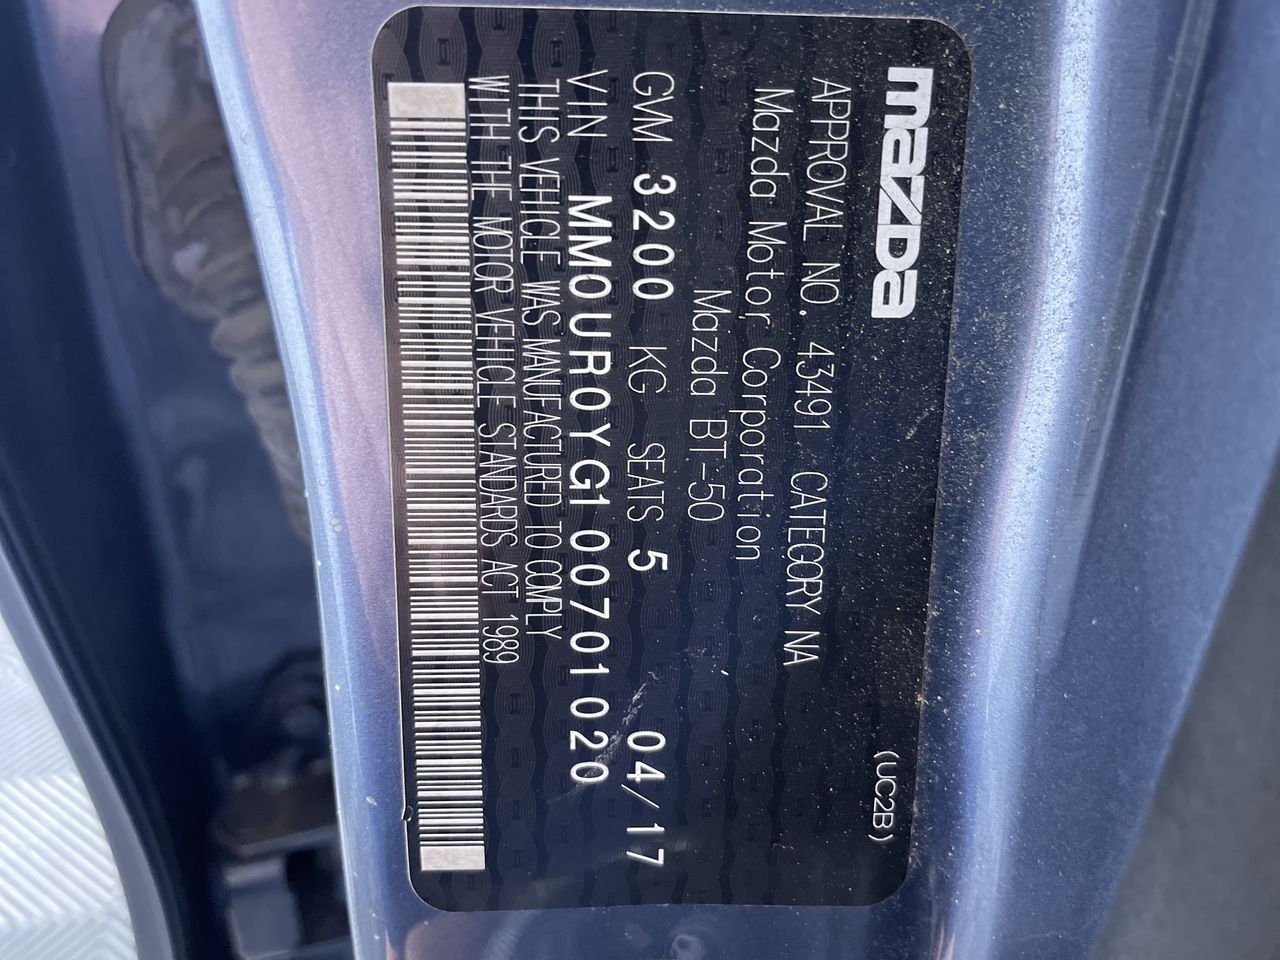 mazda (UC2B)
APPROVAL NO. 43491 CATEGORY NA
Mazda Motor Corporation
Mazda BT-50
GVM 3200 KG SEATS 5 04/17
VIN MM0UR0YG100701020
THIS VEHICLE WAS MANUFACTURED TO COMPLY
WITH THE MOTOR VEHICLE STANDARDS ACT 1989